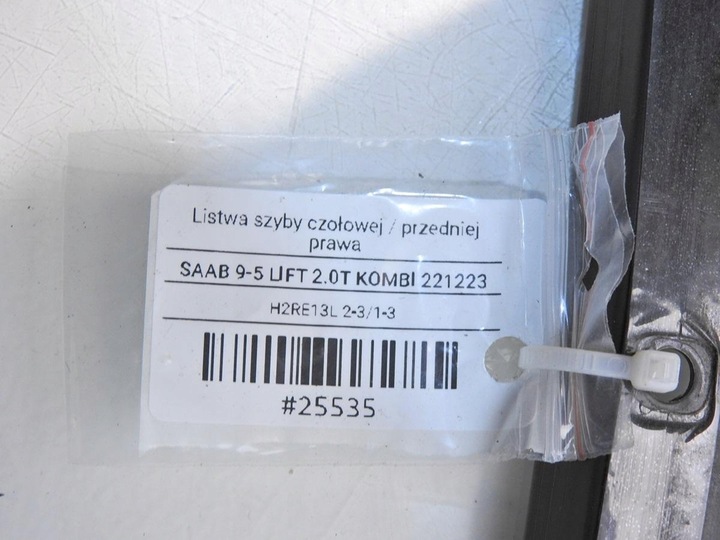 Listwa szyby czołowej / przedniej
prawa
SAAB 9-5 LIFT 2.0T KOMBI 221223
H2RE13L 2-3/1-3
#25535